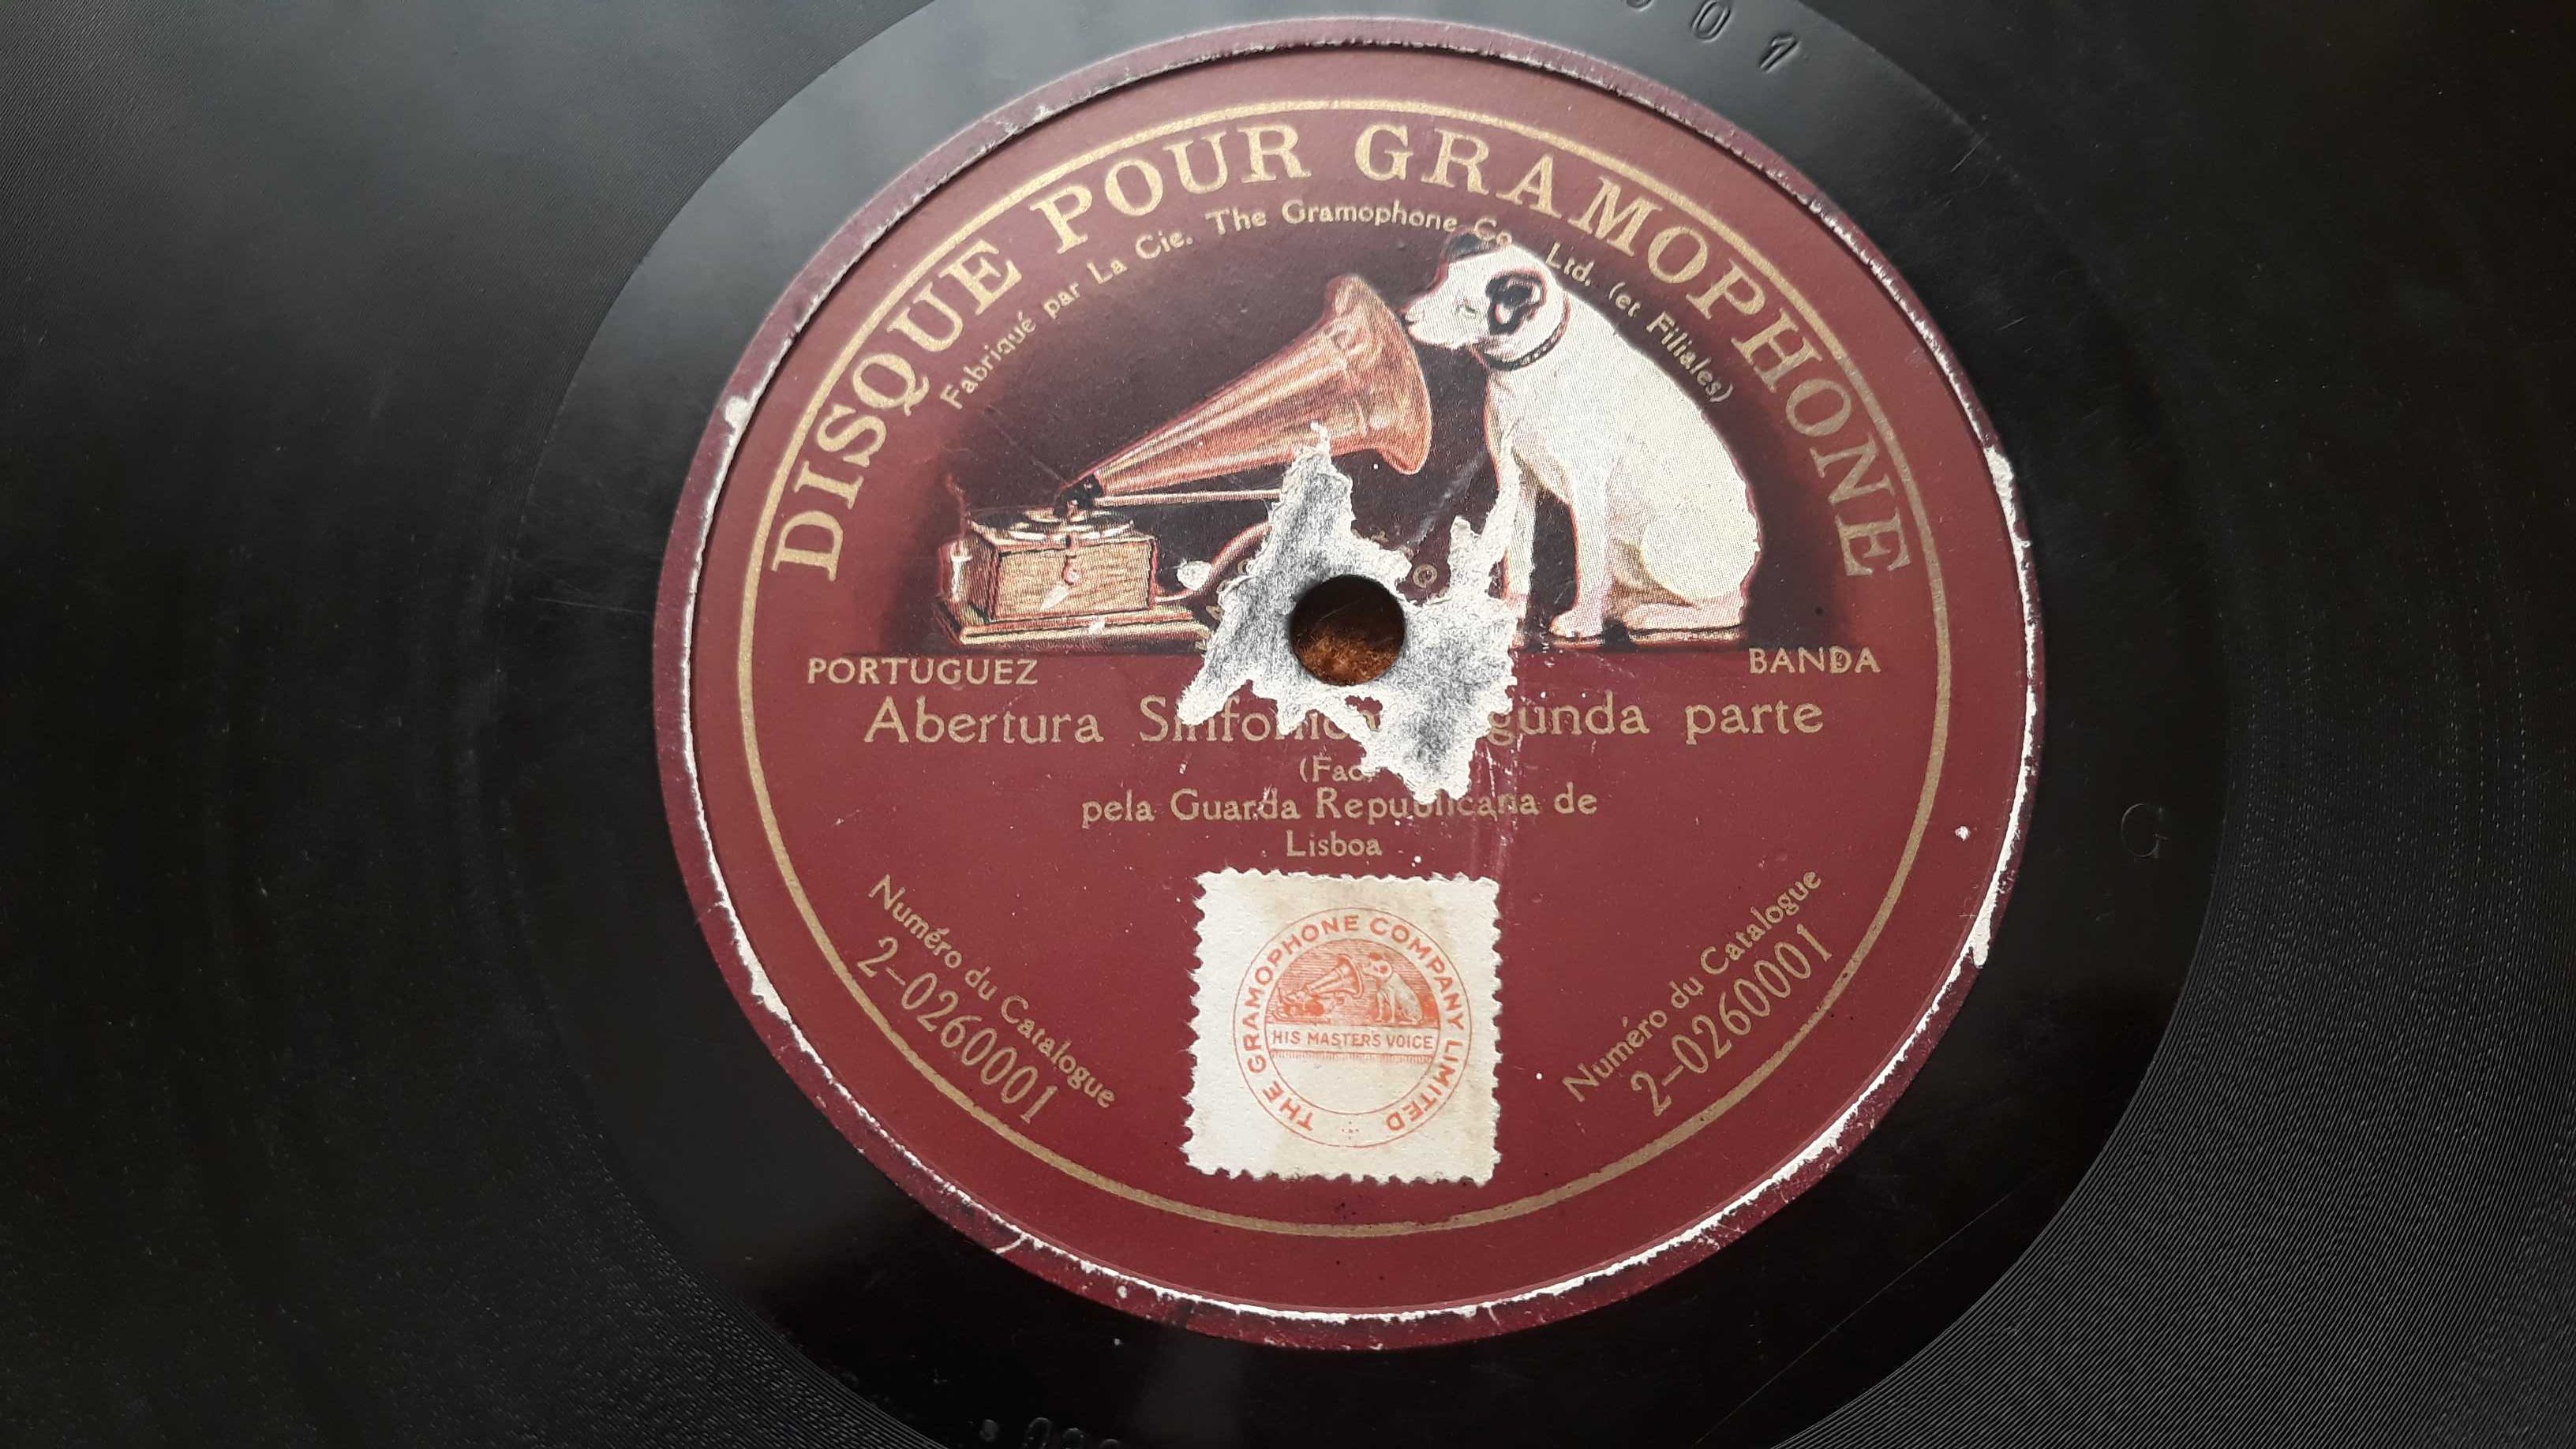 DISQUE POUR GRAMOPHONE
Fabriqué par La Cie. The Gramophone Co. Ltd. (et Filiales)
PORTUGUEZ
BANDA
Abertura parte
pela Guarda Republicana de
Lisboa
Numéro du Catalogue
2-0260001
Numéro du Catalogue
2-0260001
THE GRAMOPHONE COMPANY LIMITED
HIS MASTER'S VOICE
G